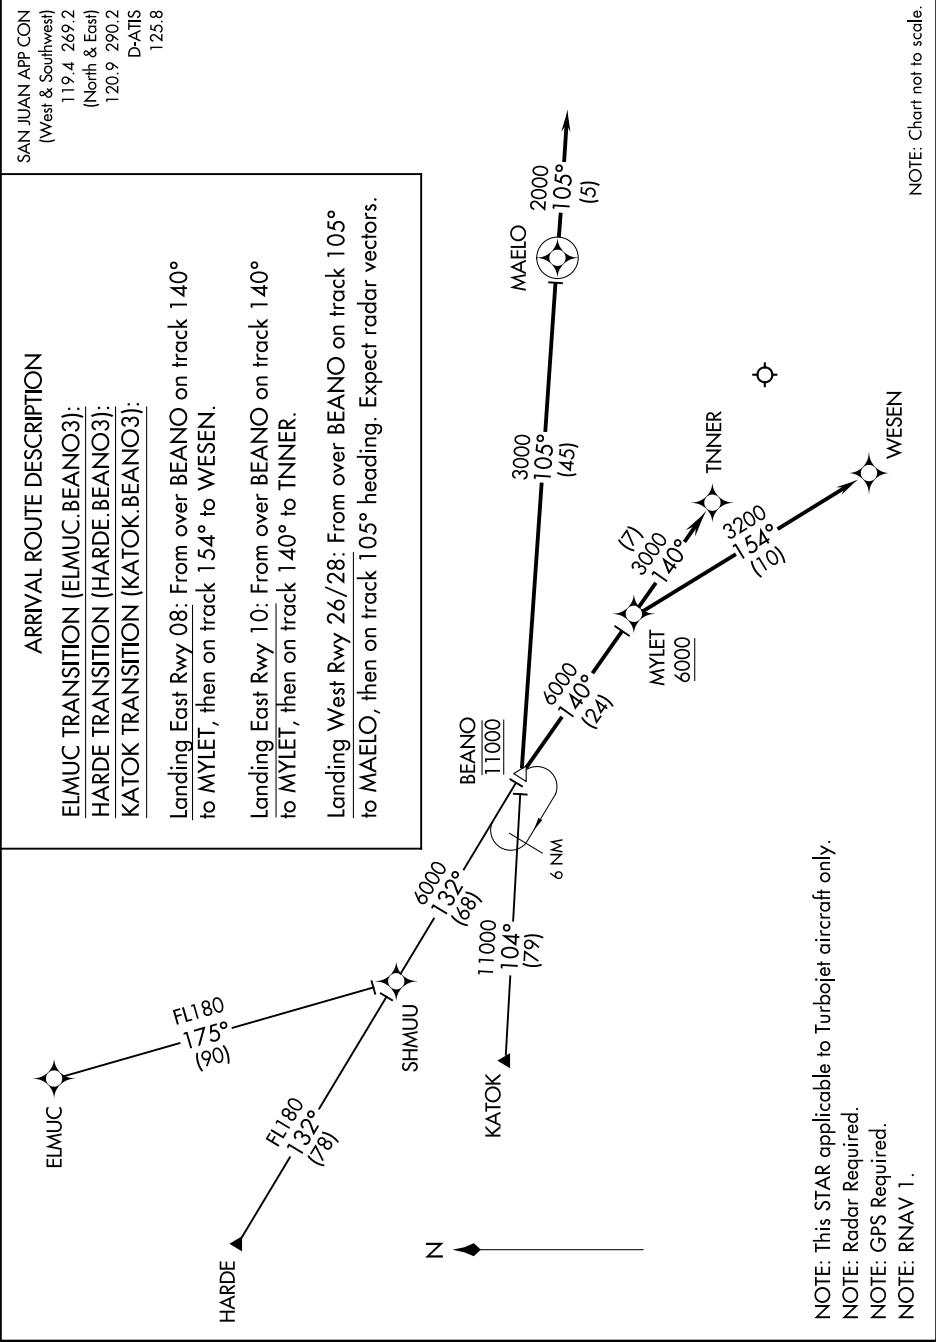 SAN JUAN APP CON
(West & Southwest)
119.4 269.2
(North & East)
120.9 290.2
D-ATIS
125.8
ARRIVAL ROUTE DESCRIPTION
ELMUC TRANSITION (ELMUC.BEANO3):
HARDE TRANSITION (HARDE.BEANO3):
KATOK TRANSITION (KATOK.BEANO3):
Landing East Rwy 08: From over BEANO on track 140°
to MYLET, then on track 154° to WESEN.
Landing East Rwy 10: From over BEANO on track 140°
to MYLET, then on track 140° to TNNER.
Landing West Rwy 26/28: From over BEANO on track 105°
to MAELO, then on track 105° heading. Expect radar vectors.
ELMUC
FL180
175°
(90)
HARDE
FL180
132°
(78)
SHMUU
6000
132°
(68)
KATOK
11000
104°
(79)
BEANO
11000
6 NM
3000
105°
(45)
MAELO
2000
105°
(5)
6000
140°
(24)
MYLET
6000
(7)
3000
140°
TNNER
3200
154°
(10)
WESEN
N
NOTE: This STAR applicable to Turbojet aircraft only.
NOTE: Radar Required.
NOTE: GPS Required.
NOTE: RNAV 1.
NOTE: Chart not to scale.